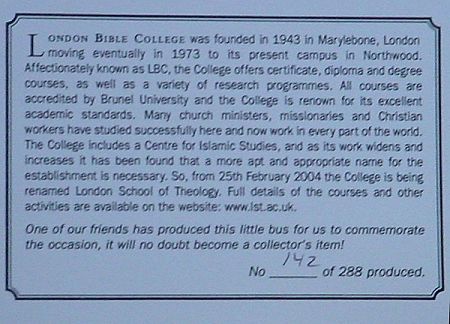 LONDON BIBLE COLLEGE was founded in 1943 in Marylebone, London
moving eventually in 1973 to its present campus in Northwood.
Affectionately known as LBC, the College offers certificate, diploma and degree
courses, as well as a variety of research programmes. All courses are
accredited by Brunel University and the College is renown for its excellent
academic standards. Many church ministers, missionaries and Christian
workers have studied successfully here and now work in every part of the world.
The College includes a Centre for Islamic Studies, and as its work widens and
increases it has been found that a more apt and appropriate name for the
establishment is necessary. So, from 25th February 2004 the College is being
renamed London School of Theology. Full details of the courses and other
activities are available on the website: www.lst.ac.uk.
One of our friends has produced this little bus for us to commemorate
the occasion, it will no doubt become a collector's item!
No 142 of 288 produced.